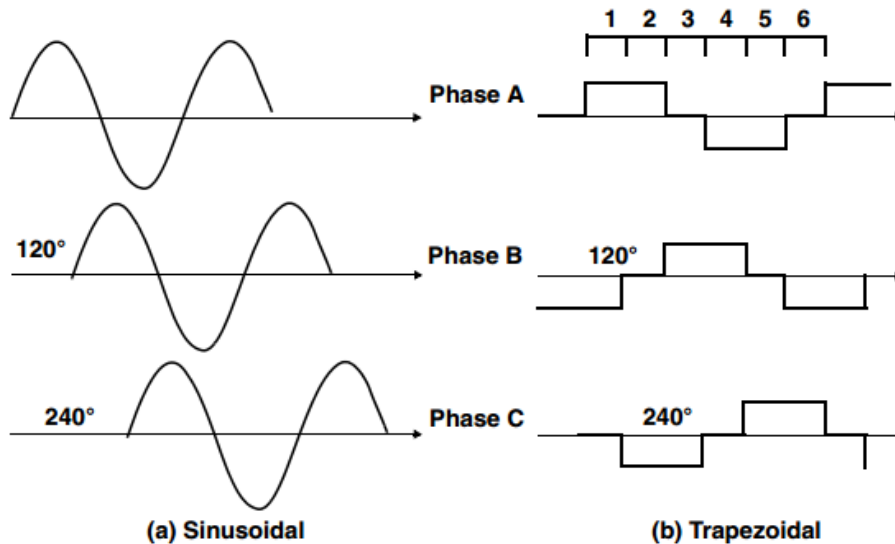 1 2 3 4 5 6
Phase A
120°
Phase B
120°
240°
Phase C
240°
(a) Sinusoidal
(b) Trapezoidal